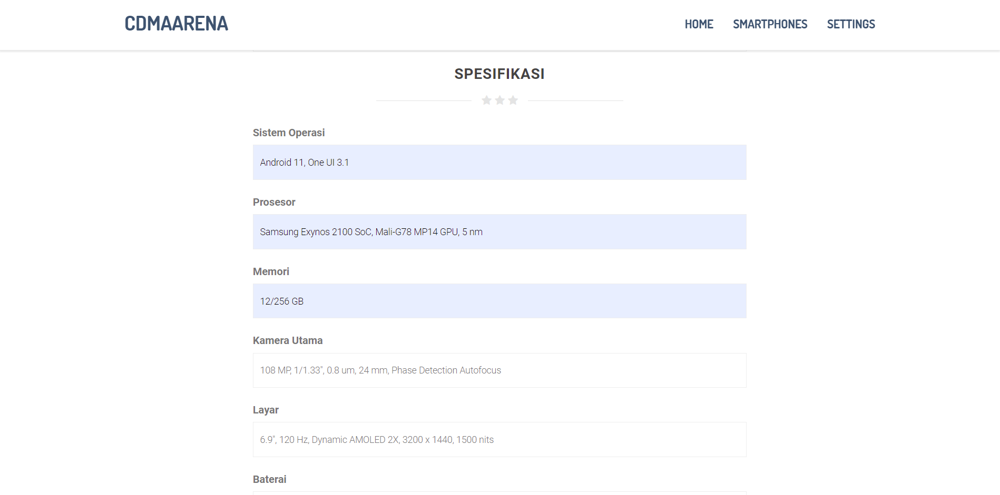 CDMAARENA
HOME SMARTPHONES SETTINGS
SPESIFIKASI
Sistem Operasi
Android 11, One UI 3.1
Prosesor
Samsung Exynos 2100 SoC, Mali-G78 MP14 GPU, 5 nm
Memori
12/256 GB
Kamera Utama
108 MP, 1/1.33", 0.8 um, 24 mm, Phase Detection Autofocus
Layar
6.9", 120 Hz, Dynamic AMOLED 2X, 3200 x 1440, 1500 nits
Baterai